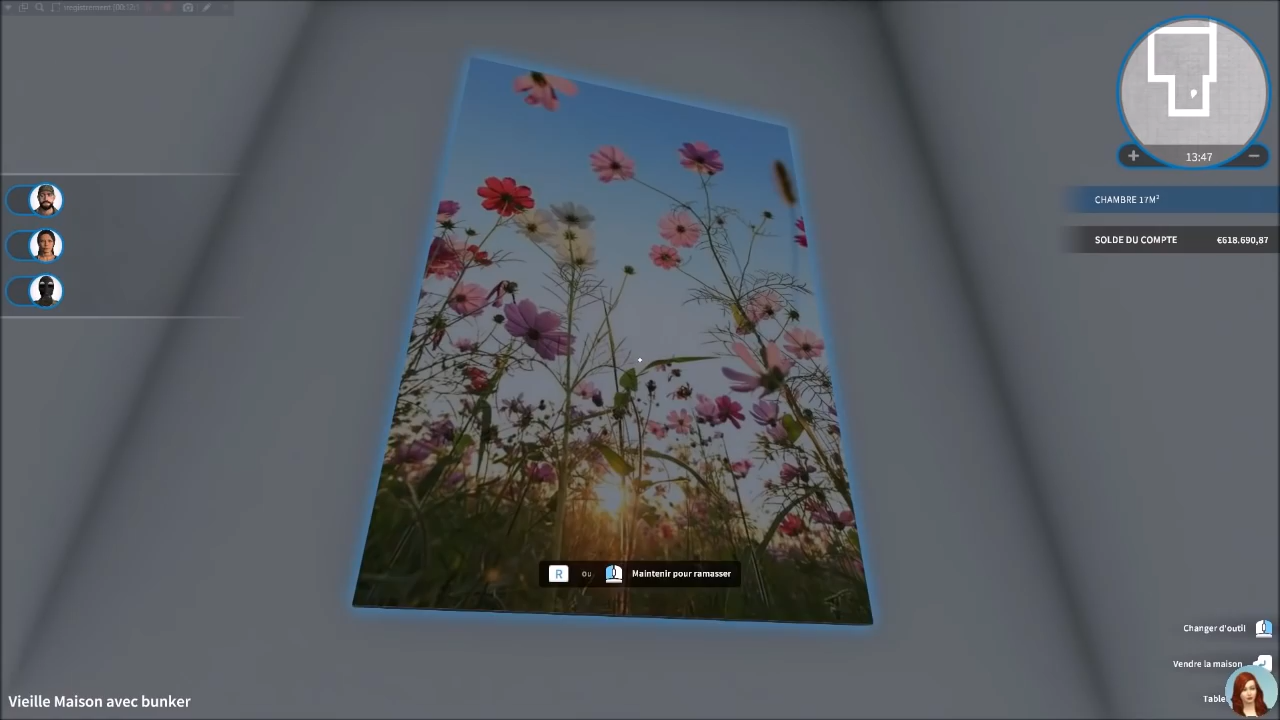 13:47
CHAMBRE 17M²
SOLDE DU COMPTE €618.690,87
R ou Maintenir pour ramasser
Changer d'outil
Vendre la maison
Table
Vieille Maison avec bunker